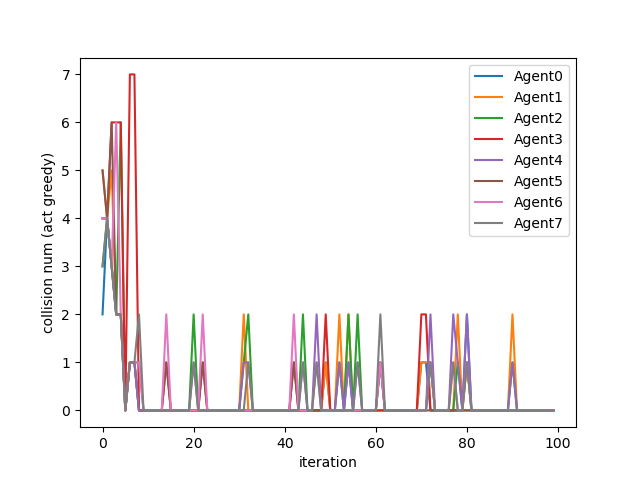 7
6
5
4
3
2
1
0
collision num (act greedy)
0
20
40
60
80
100
iteration
Agent0
Agent1
Agent2
Agent3
Agent4
Agent5
Agent6
Agent7